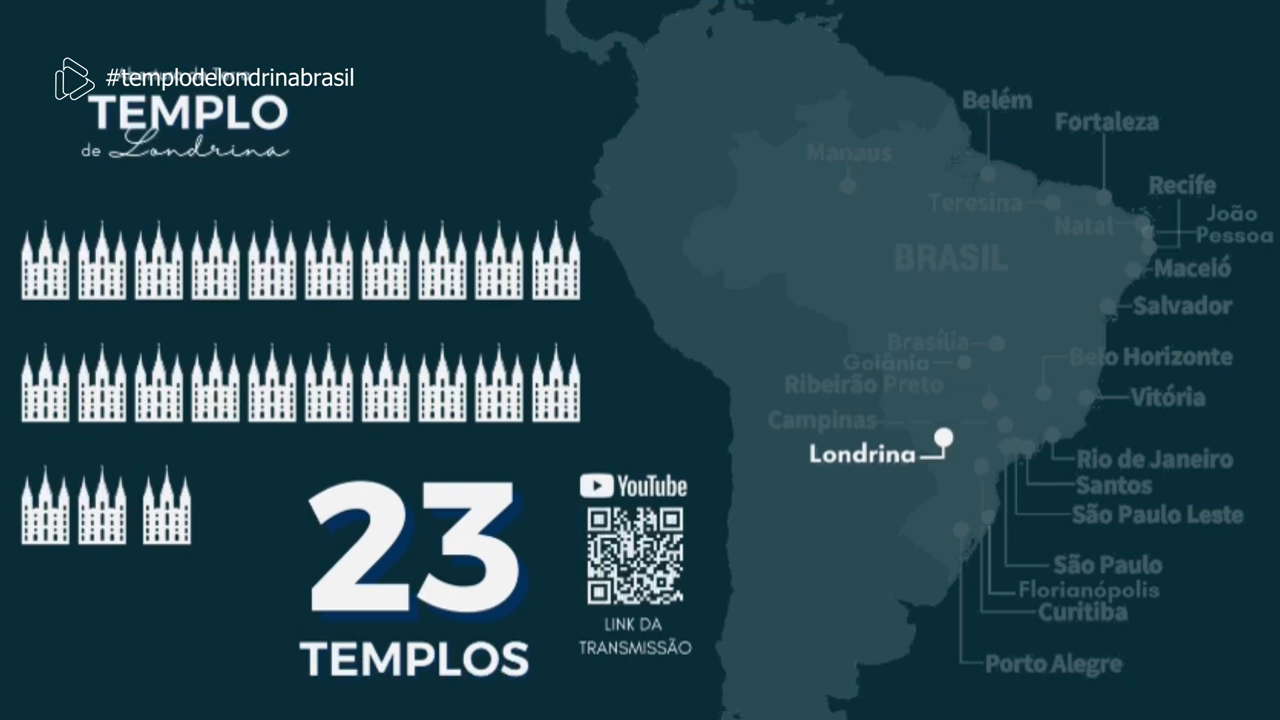 #templodelondrinabrasil
TEMPLO
de Londrina
23
TEMPLOS
YouTube
LINK DA
TRANSMISSÃO
Belém
Fortaleza
Manaus
Recife
Teresina
João
Pessoa
Natal
BRASIL
Maceió
Salvador
Brasília
Goiânia
Belo Horizonte
Ribeirão Preto
Vitória
Campinas
Londrina
Rio de Janeiro
Santos
São Paulo Leste
São Paulo
Florianópolis
Curitiba
Porto Alegre